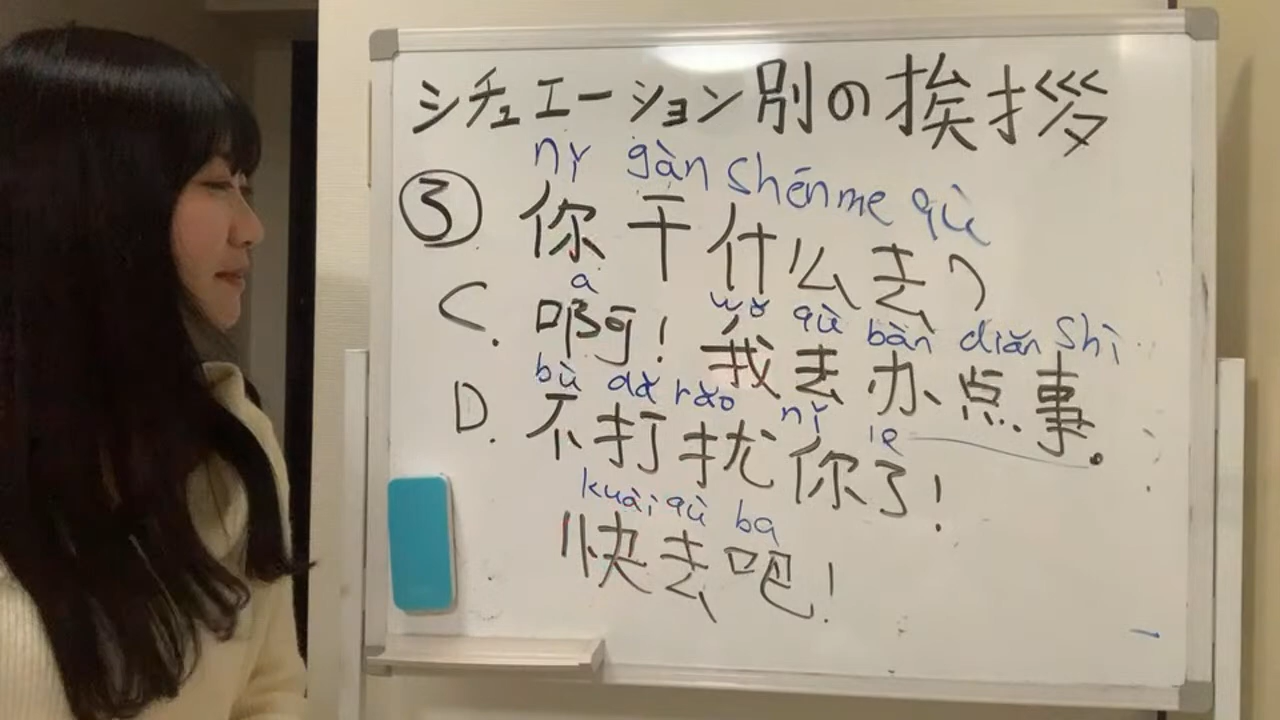 シチュエーション別の挨拶
nǐ gàn shénme qù
③ 你干什么去?
a wǒ qù bàn diǎn shì
C. 啊! 我去办点事。
bù dǎ rǎo nǐ le
D. 不打扰你了!
kuài qù ba
快去吧!